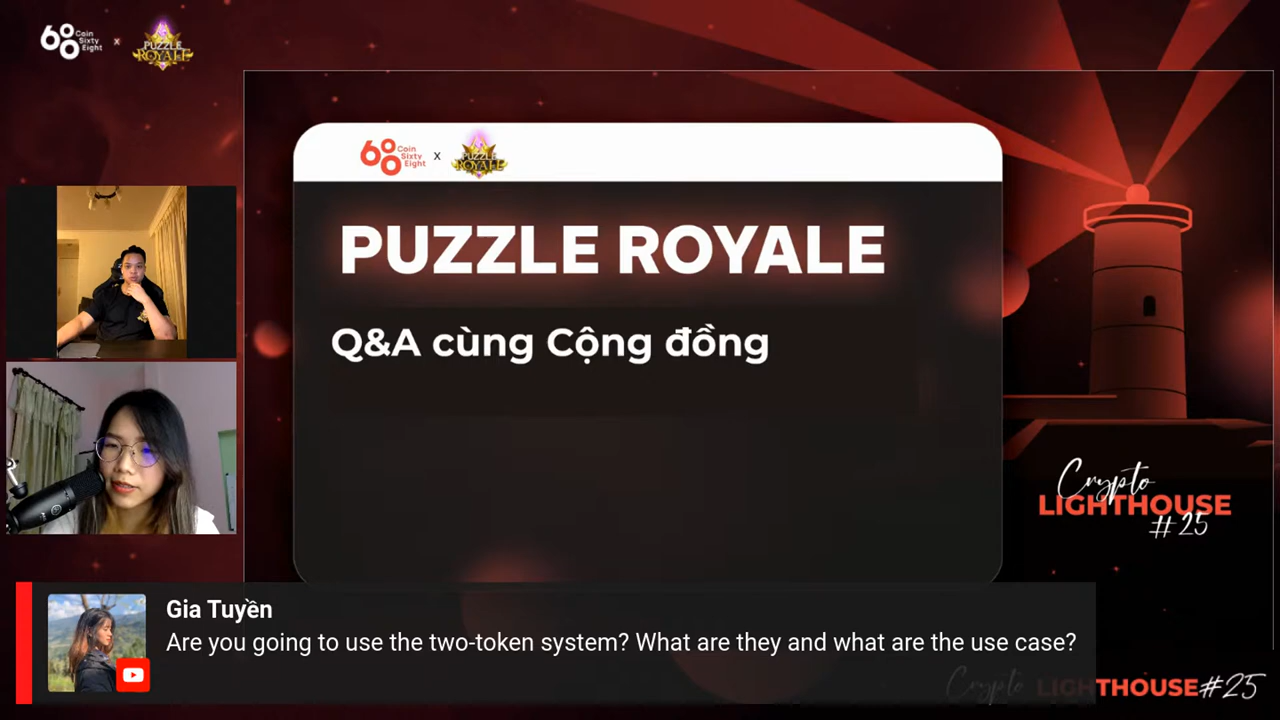 68 Coin Sixty Eight x PUZZLE ROYALE
68 Coin Sixty Eight x PUZZLE ROYALE
PUZZLE ROYALE
Q&A cùng Cộng đồng
Crypto
LIGHTHOUSE
#25
Gia Tuyền
Are you going to use the two-token system? What are they and what are the use case?
Crypto LIGHTHOUSE #25